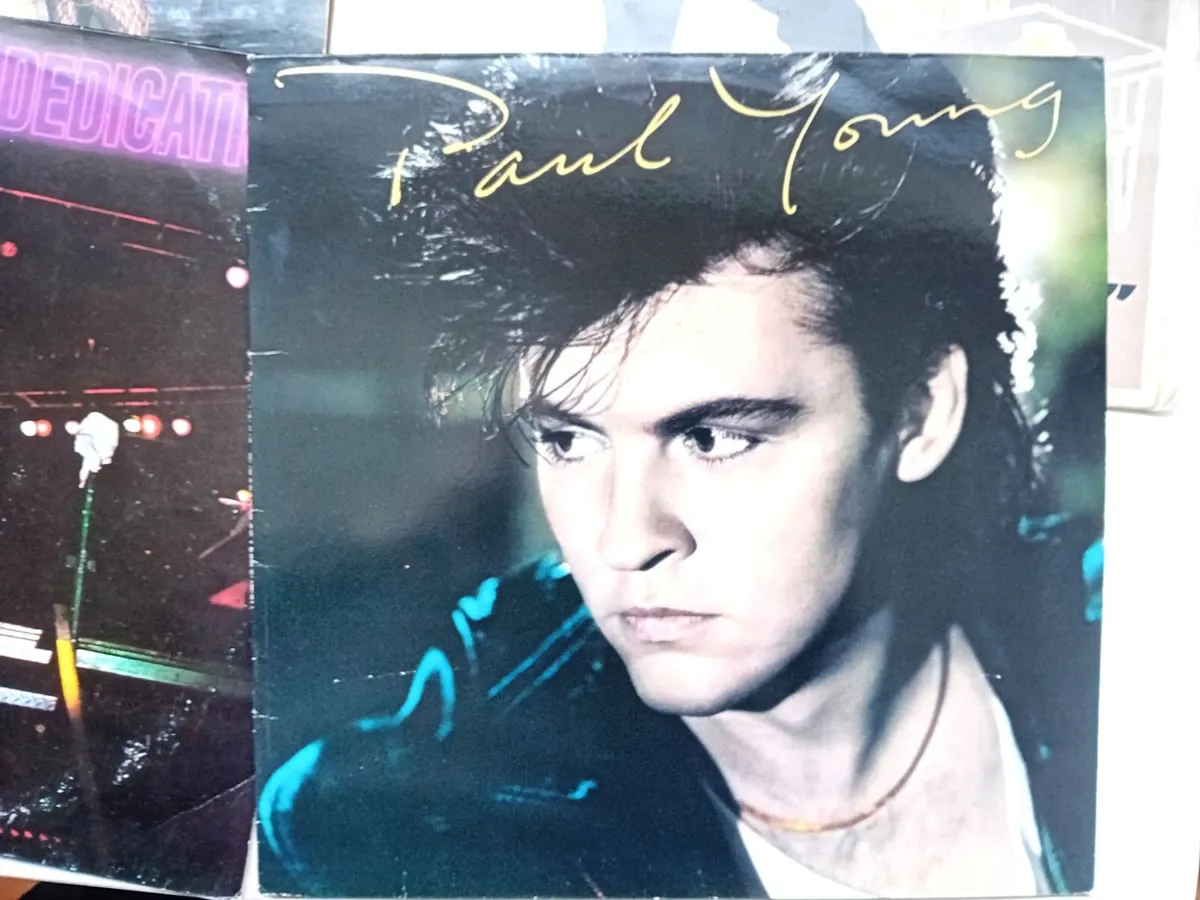 DEDICATI
Paul Young
"